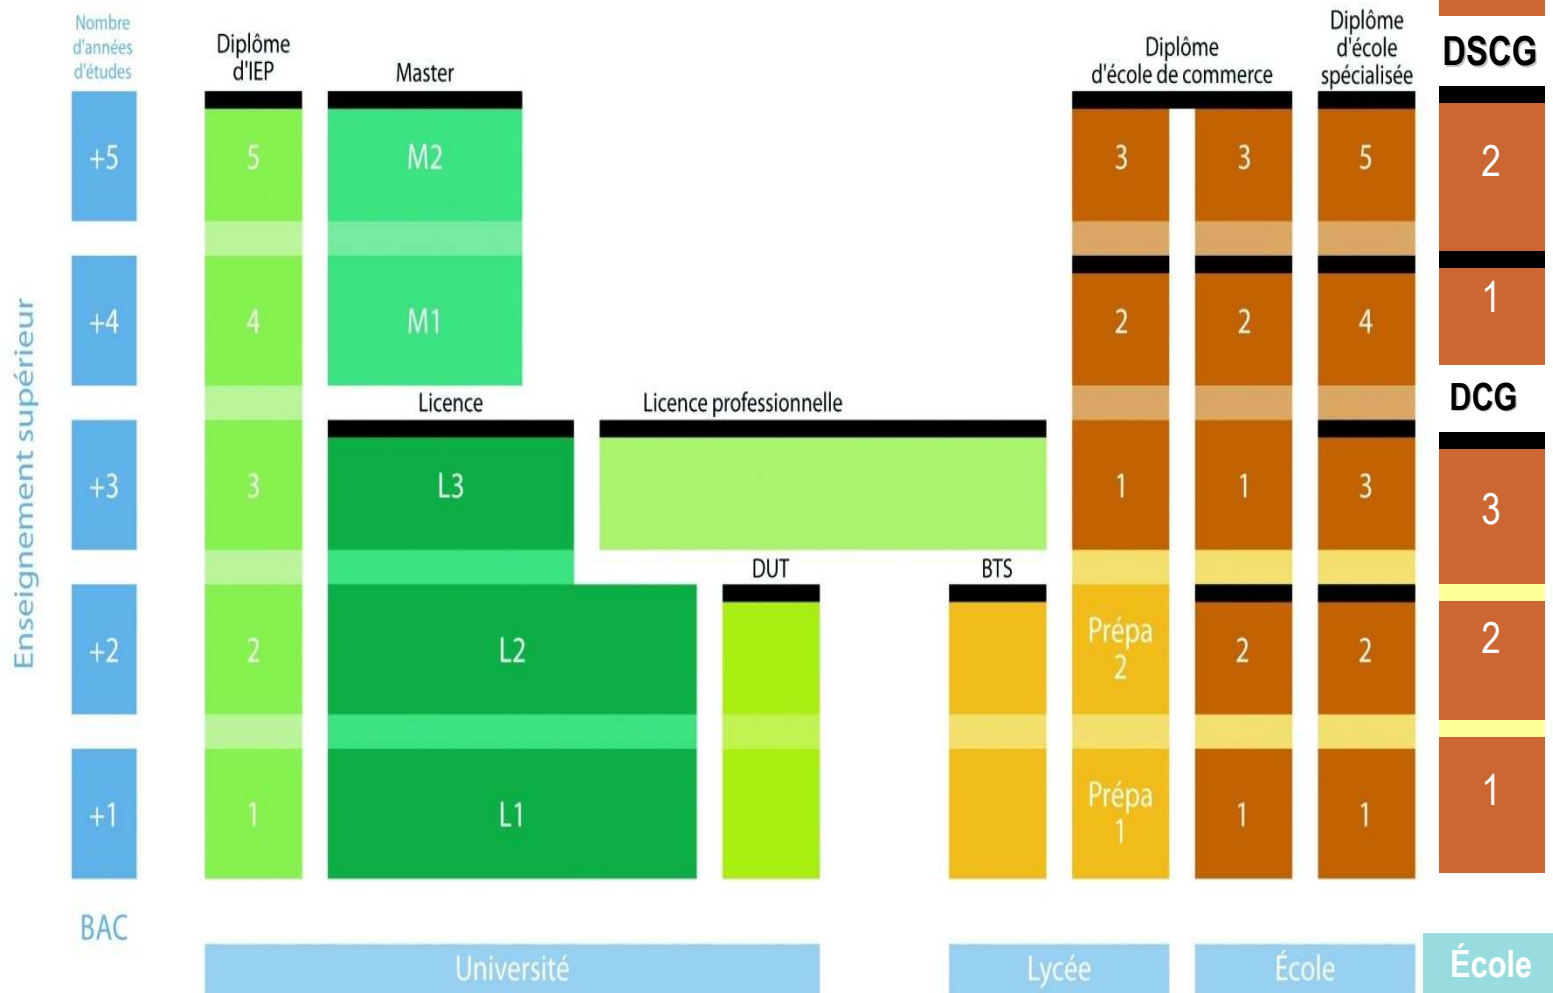 Nombre
d'années
d'études
Diplôme
d'IEP
Master
Diplôme
d'école de commerce
Diplôme
d'école
spécialisée
DSCG
Enseignement supérieur
+5
5
M2
3
3
5
2
+4
4
M1
2
2
4
1
Licence
Licence professionnelle
DCG
+3
3
L3
1
1
3
3
DUT
BTS
+2
2
L2
Prépa
2
2
2
2
+1
1
L1
Prépa
1
1
1
1
BAC
Université
Lycée
École
École